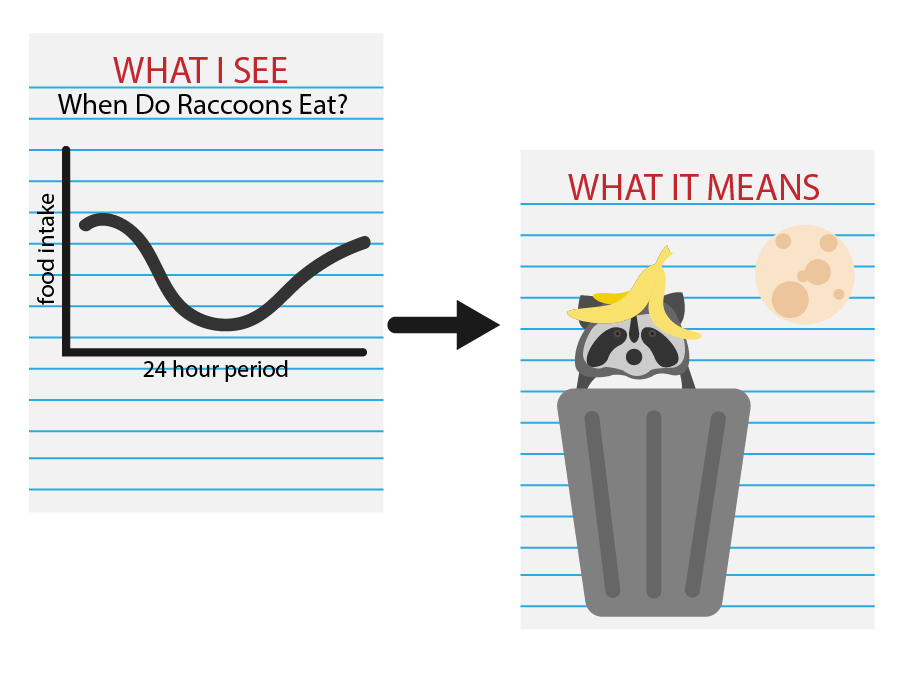 WHAT I SEE
When Do Raccoons Eat?
food intake
24 hour period
WHAT IT MEANS